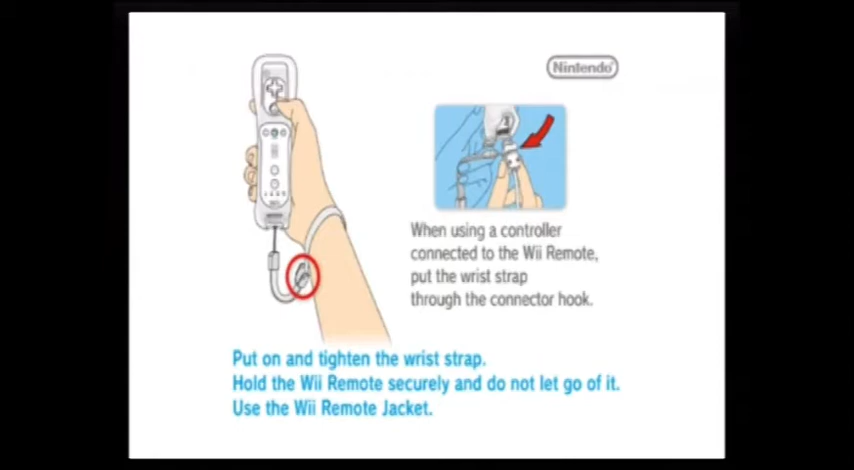 Nintendo
When using a controller
connected to the Wii Remote,
put the wrist strap
through the connector hook.
Put on and tighten the wrist strap.
Hold the Wii Remote securely and do not let go of it.
Use the Wii Remote Jacket.